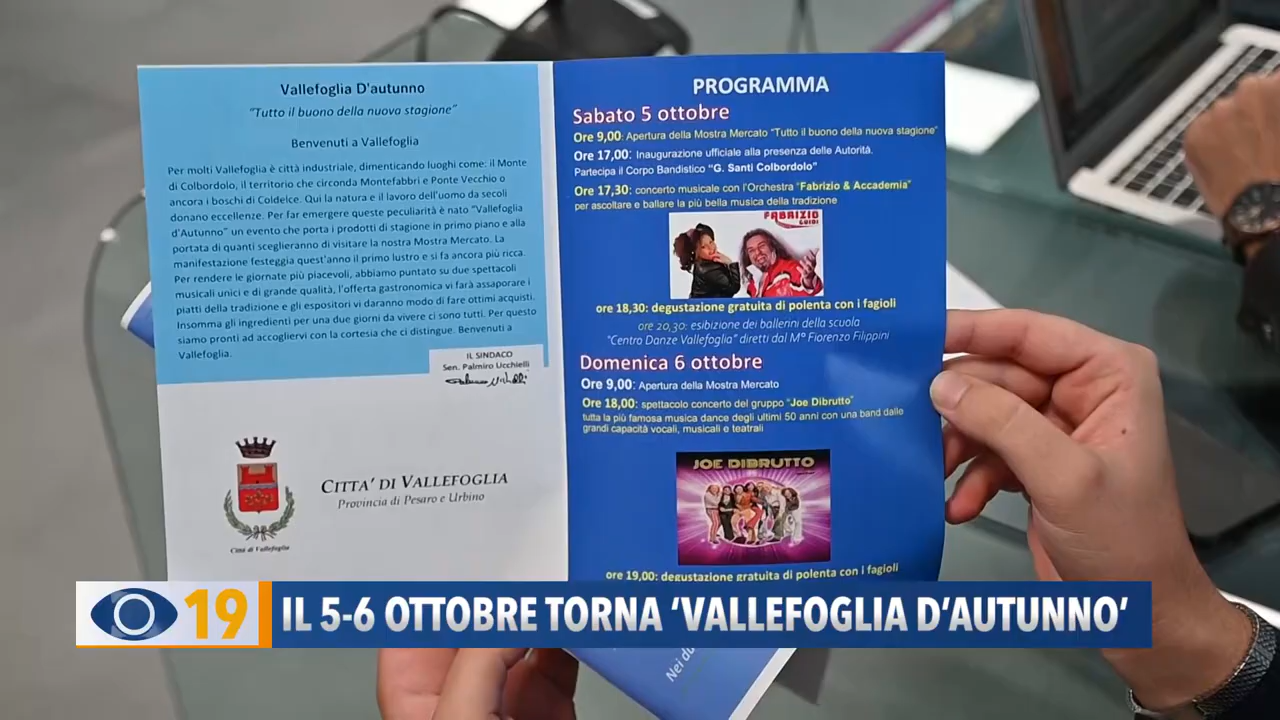 Vallefoglia D'autunno
"Tutto il buono della nuova stagione"
Benvenuti a Vallefoglia
Per molti Vallefoglia è città industriale, dimenticando luoghi come: il Monte
di Colbordolo, il territorio che circonda Montefabbri e Ponte Vecchio o
ancora i boschi di Coldelce. Qui la natura e il lavoro dell'uomo da secoli
donano eccellenze. Per far emergere queste peculiarità è nato "Vallefoglia
d'Autunno" un evento che porta i prodotti di stagione in primo piano e alla
portata di quanti sceglieranno di visitare la nostra Mostra Mercato. La
manifestazione festeggia quest'anno il primo lustro e si fa ancora più ricca.
Per rendere le giornate più piacevoli, abbiamo puntato su due spettacoli
musicali unici e di grande qualità, l'offerta gastronomica vi farà assaporare i
piatti della tradizione e gli espositori vi daranno modo di fare ottimi acquisti.
Insomma gli ingredienti per una due giorni da vivere ci sono tutti. Per questo
siamo pronti ad accogliervi con la cortesia che ci distingue. Benvenuti a
Vallefoglia.
IL SINDACO
Sen. Palmiro Ucchielli
CITTA' DI VALLEFOGLIA
Provincia di Pesaro e Urbino
Città di Vallefoglia
PROGRAMMA
Sabato 5 ottobre
Ore 9,00: Apertura della Mostra Mercato "Tutto il buono della nuova stagione"
Ore 17,00: Inaugurazione ufficiale alla presenza delle Autorità.
Partecipa il Corpo Bandistico "G. Santi Colbordolo"
Ore 17,30: concerto musicale con l'Orchestra "Fabrizio & Accademia"
per ascoltare e ballare la più bella musica della tradizione
FABRIZIO
GUIDI
ore 18,30: degustazione gratuita di polenta con i fagioli
ore 20,30: esibizione dei ballerini della scuola
"Centro Danze Vallefoglia" diretti dal M° Fiorenzo Filippini
Domenica 6 ottobre
Ore 9,00: Apertura della Mostra Mercato
Ore 18,00: spettacolo concerto del gruppo "Joe Dibrutto"
tutta la più famosa musica dance degli ultimi 50 anni con una band dalle
grandi capacità vocali, musicali e teatrali
JOE DIBRUTTO
ore 19,00: degustazione gratuita di polenta con i fagioli
Nei du
19 IL 5-6 OTTOBRE TORNA 'VALLEFOGLIA D'AUTUNNO'